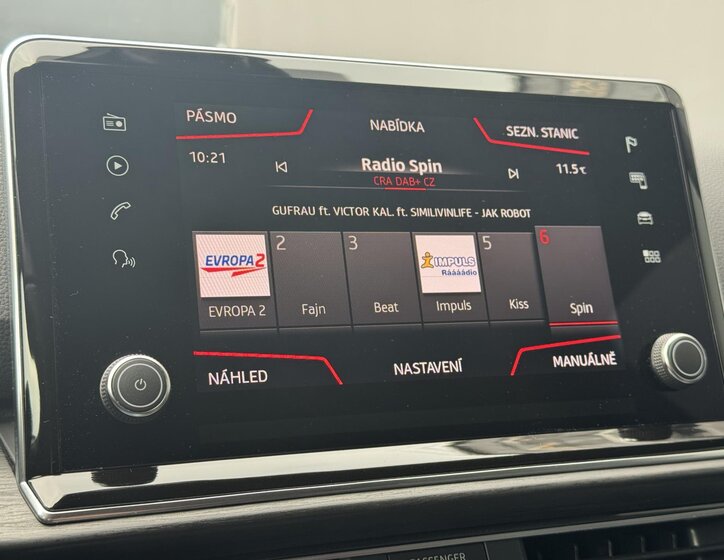 PÁSMO
NABÍDKA
SEZN. STANIC
10:21
Radio Spin
11.5°C
CRA DAB+ CZ
GUFRAU ft. VICTOR KAL. ft. SIMILIVINLIFE - JAK ROBOT
EVROPA 2
2
3
IMPULS
Ráááádio
5
6
EVROPA 2
Fajn
Beat
Impuls
Kiss
Spin
NÁHLED
NASTAVENÍ
MANUÁLNĚ
PASSENGER